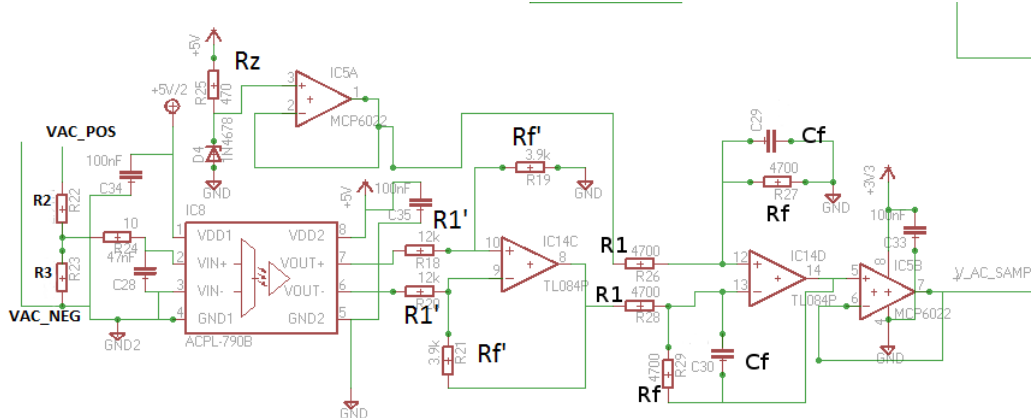 +5V
Rz
R25
470
IC5A
3
1
2
MCP6022
+5V/2
VAC_POS
100nF
C34
D4
1N4678
GND
Rf'
3.9k
R19
GND
C29
Cf
4700
R27
Rf
GND
+3V3
100nF
C33
R2
R22
10
R24
47nF
C28
R3
R23
VAC_NEG
GND2
IC8
1
VDD1
VDD2
8
2
VIN+
VOUT+
7
3
VIN-
VOUT-
6
4
GND1
GND2
5
ACPL-790B
+5V
100nF
C35
R1'
12k
R18
12k
R20
R1'
10
IC14C
8
9
TL084P
3.9k
R21
Rf'
GND
R1
4700
R26
R1
4700
R28
12
IC14D
14
13
TL084P
4700
R29
Rf
C30
Cf
5
IC5B
8
7
6
4
MCP6022
GND
V_AC_SAMP